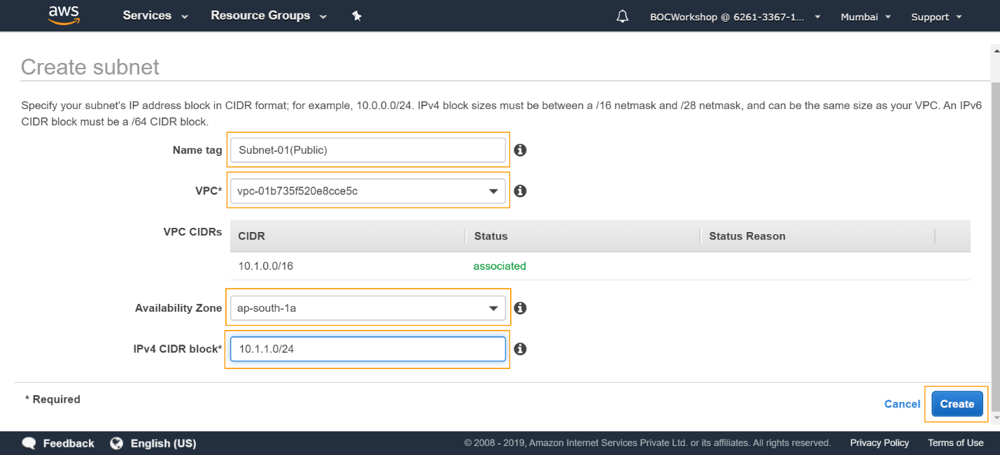 aws Services Resource Groups BOCWorkshop @ 6261-3367-1... Mumbai Support
Create subnet
Specify your subnet's IP address block in CIDR format; for example, 10.0.0.0/24. IPv4 block sizes must be between a /16 netmask and /28 netmask, and can be the same size as your VPC. An IPv6
CIDR block must be a /64 CIDR block.
Name tag Subnet-01(Public)
VPC* vpc-01b735f520e8cce5c
VPC CIDRs
CIDR Status Status Reason
10.1.0.0/16 associated
Availability Zone ap-south-1a
IPv4 CIDR block* 10.1.1.0/24
* Required
Cancel Create
Feedback English (US) © 2008 - 2019, Amazon Internet Services Private Ltd. or its affiliates. All rights reserved. Privacy Policy Terms of Use